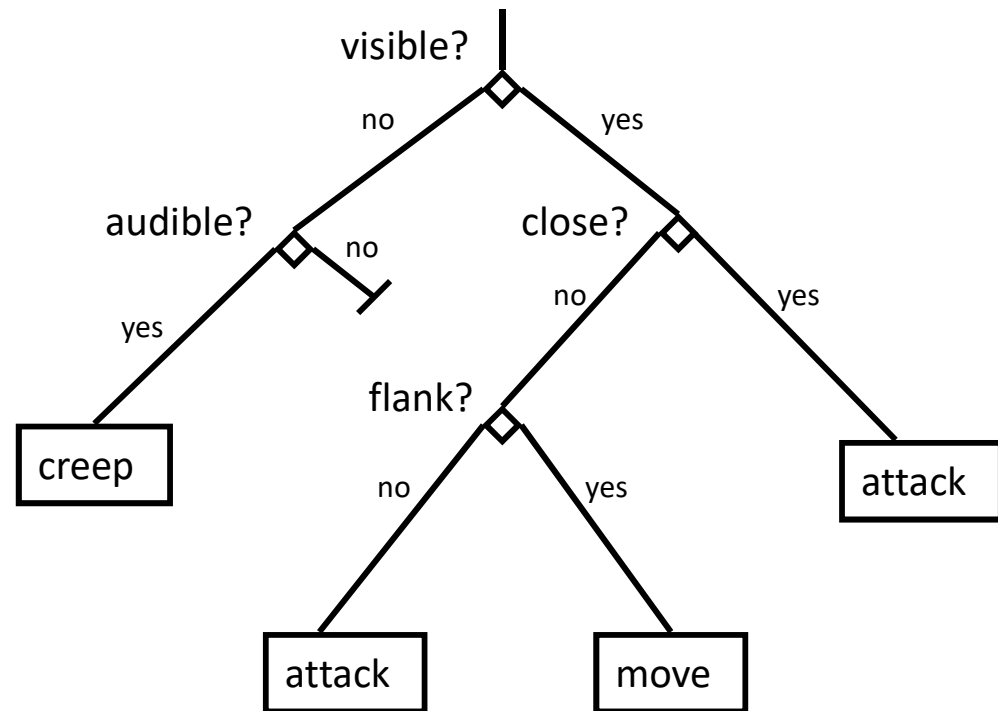 visible?
no
yes
audible?
no
close?
yes
no
yes
flank?
creep
no
yes
attack
attack
move